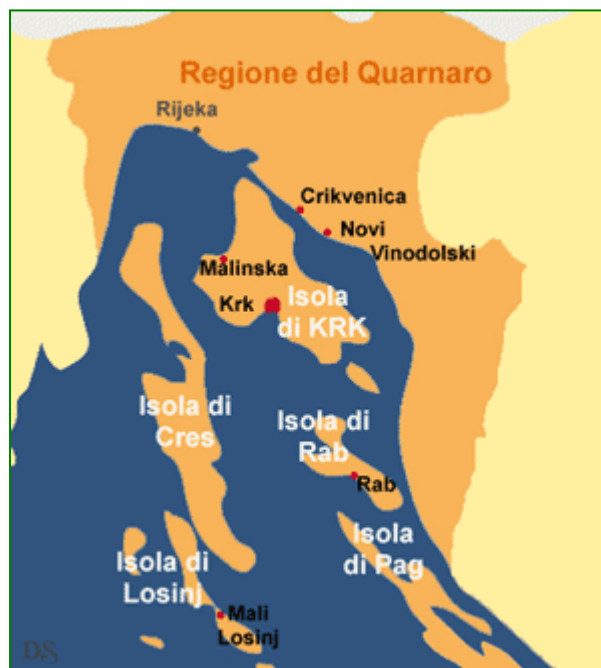 Regione del Quarnaro
Rijeka
Crikvenica
Novi
Vinodolski
Malinska
Krk
Isola
di KRK
Isola di
Cres
Isola di
Rab
Rab
Isola
di Pag
Isola di
Losinj
Mali
Losinj